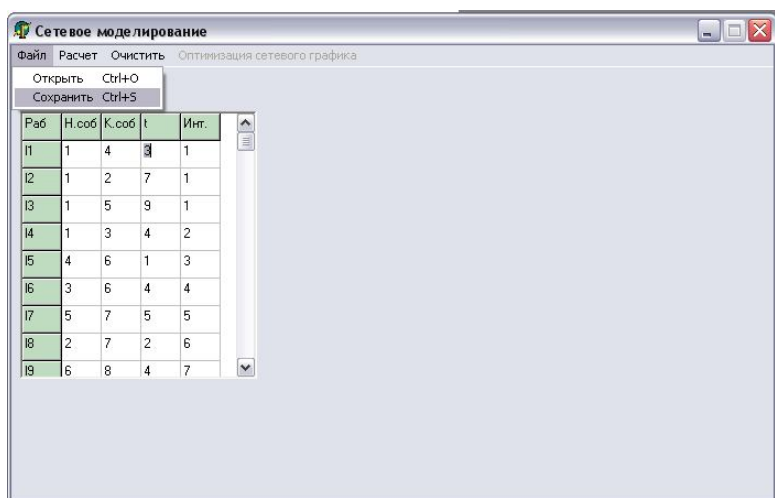 Сетевое моделирование
Файл Расчет Очистить Оптимизация сетевого графика
Открыть Ctrl+O
Сохранить Ctrl+S
Раб Н.соб К.соб t Инт.
I1 1 4 3 1
I2 1 2 7 1
I3 1 5 9 1
I4 1 3 4 2
I5 4 6 1 3
I6 3 6 4 4
I7 5 7 5 5
I8 2 7 2 6
I9 6 8 4 7